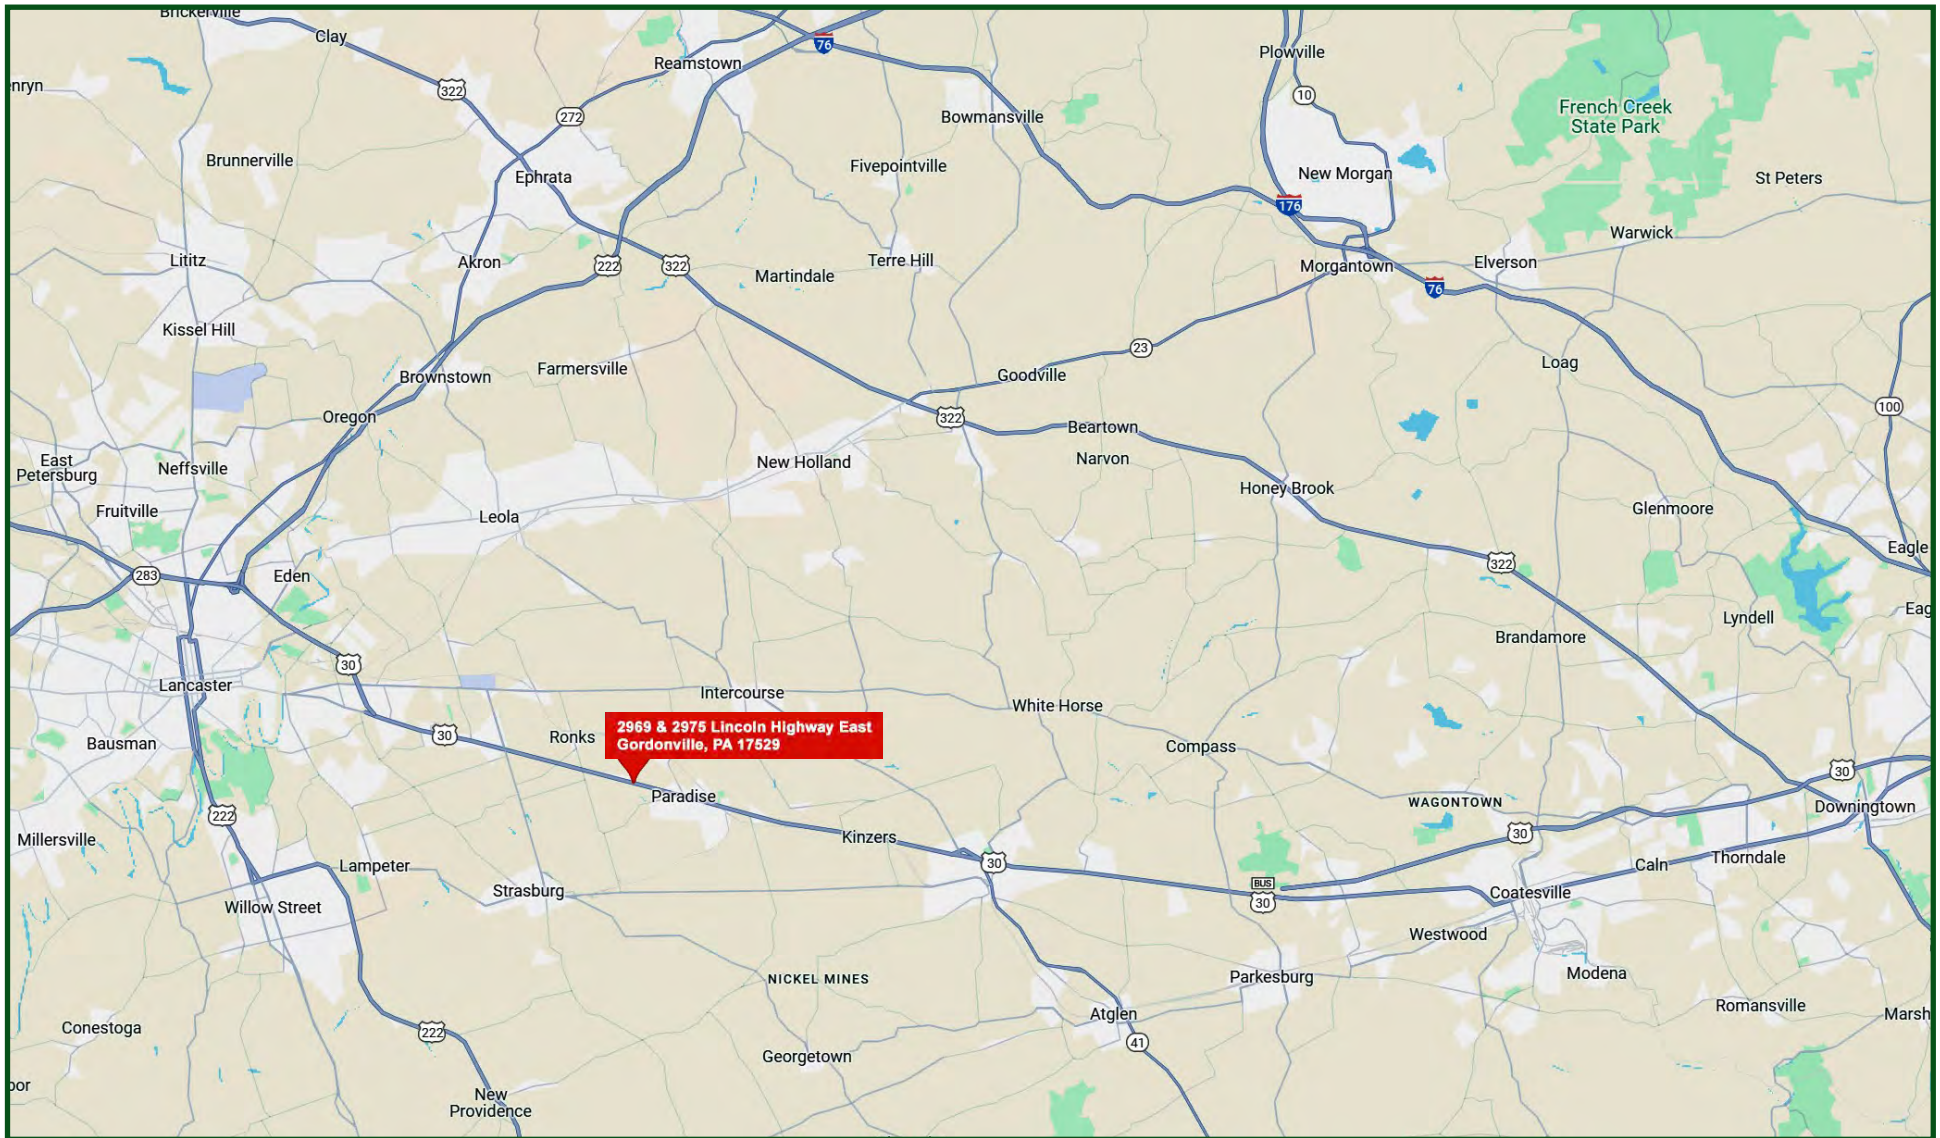 Brickerville
Clay
322
Reamstown
76
Plowville
10
enryn
272
Bowmansville
French Creek
State Park
Brunnerville
Ephrata
Fivepointville
New Morgan
St Peters
176
Lititz
Akron
222
322
Martindale
Terre Hill
Morgantown
Elverson
Warwick
76
Kissel Hill
23
Brownstown
Farmersville
Goodville
Loag
Oregon
322
Beartown
100
East
Petersburg
Neffsville
New Holland
Narvon
Honey Brook
Fruitville
Leola
Glenmoore
283
Eden
322
Eagle
Eag
Lyndell
Brandamore
30
Lancaster
Intercourse
White Horse
Bausman
30
Ronks
2969 & 2975 Lincoln Highway East
Gordonville, PA 17529
Compass
30
Paradise
WAGONTOWN
Downingtown
222
Millersville
Kinzers
30
30
Lampeter
Caln
Thorndale
Strasburg
BUS
30
Coatesville
Willow Street
Westwood
NICKEL MINES
Parkesburg
Modena
Romansville
Marsh
Conestoga
222
Atglen
41
Georgetown
oor
New
Providence